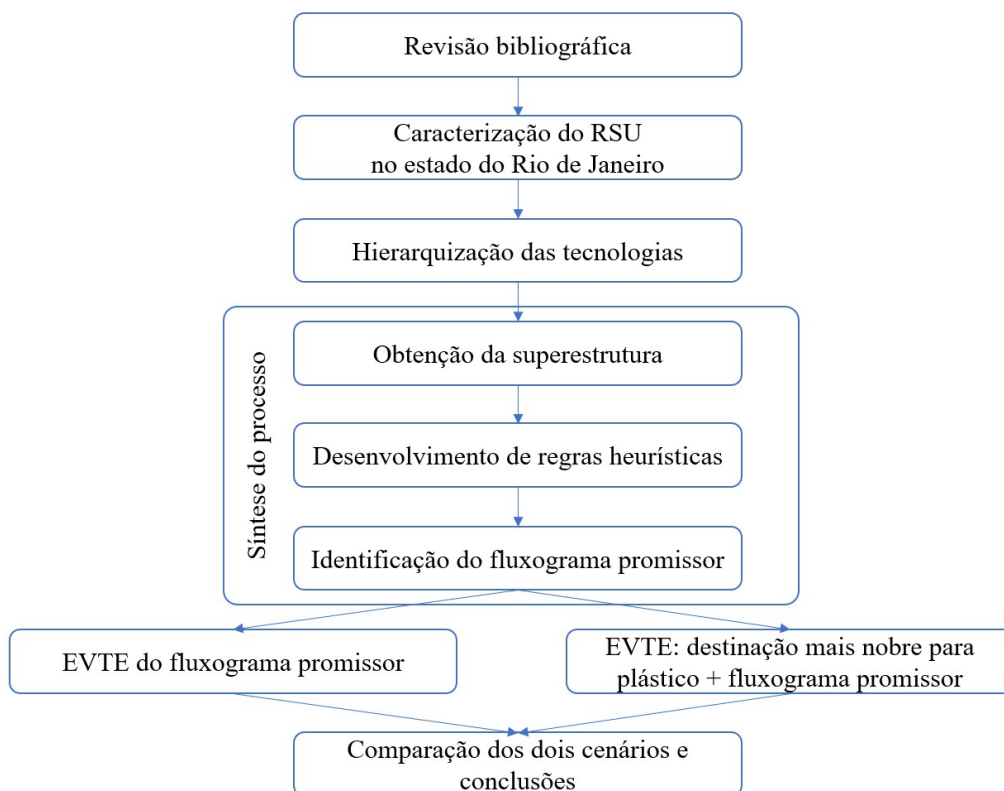 Revisão bibliográfica
Caracterização do RSU
no estado do Rio de Janeiro
Hierarquização das tecnologias
Síntese do processo
Obtenção da superestrutura
Desenvolvimento de regras heurísticas
Identificação do fluxograma promissor
EVTE do fluxograma promissor
EVTE: destinação mais nobre para
plástico + fluxograma promissor
Comparação dos dois cenários e
conclusões